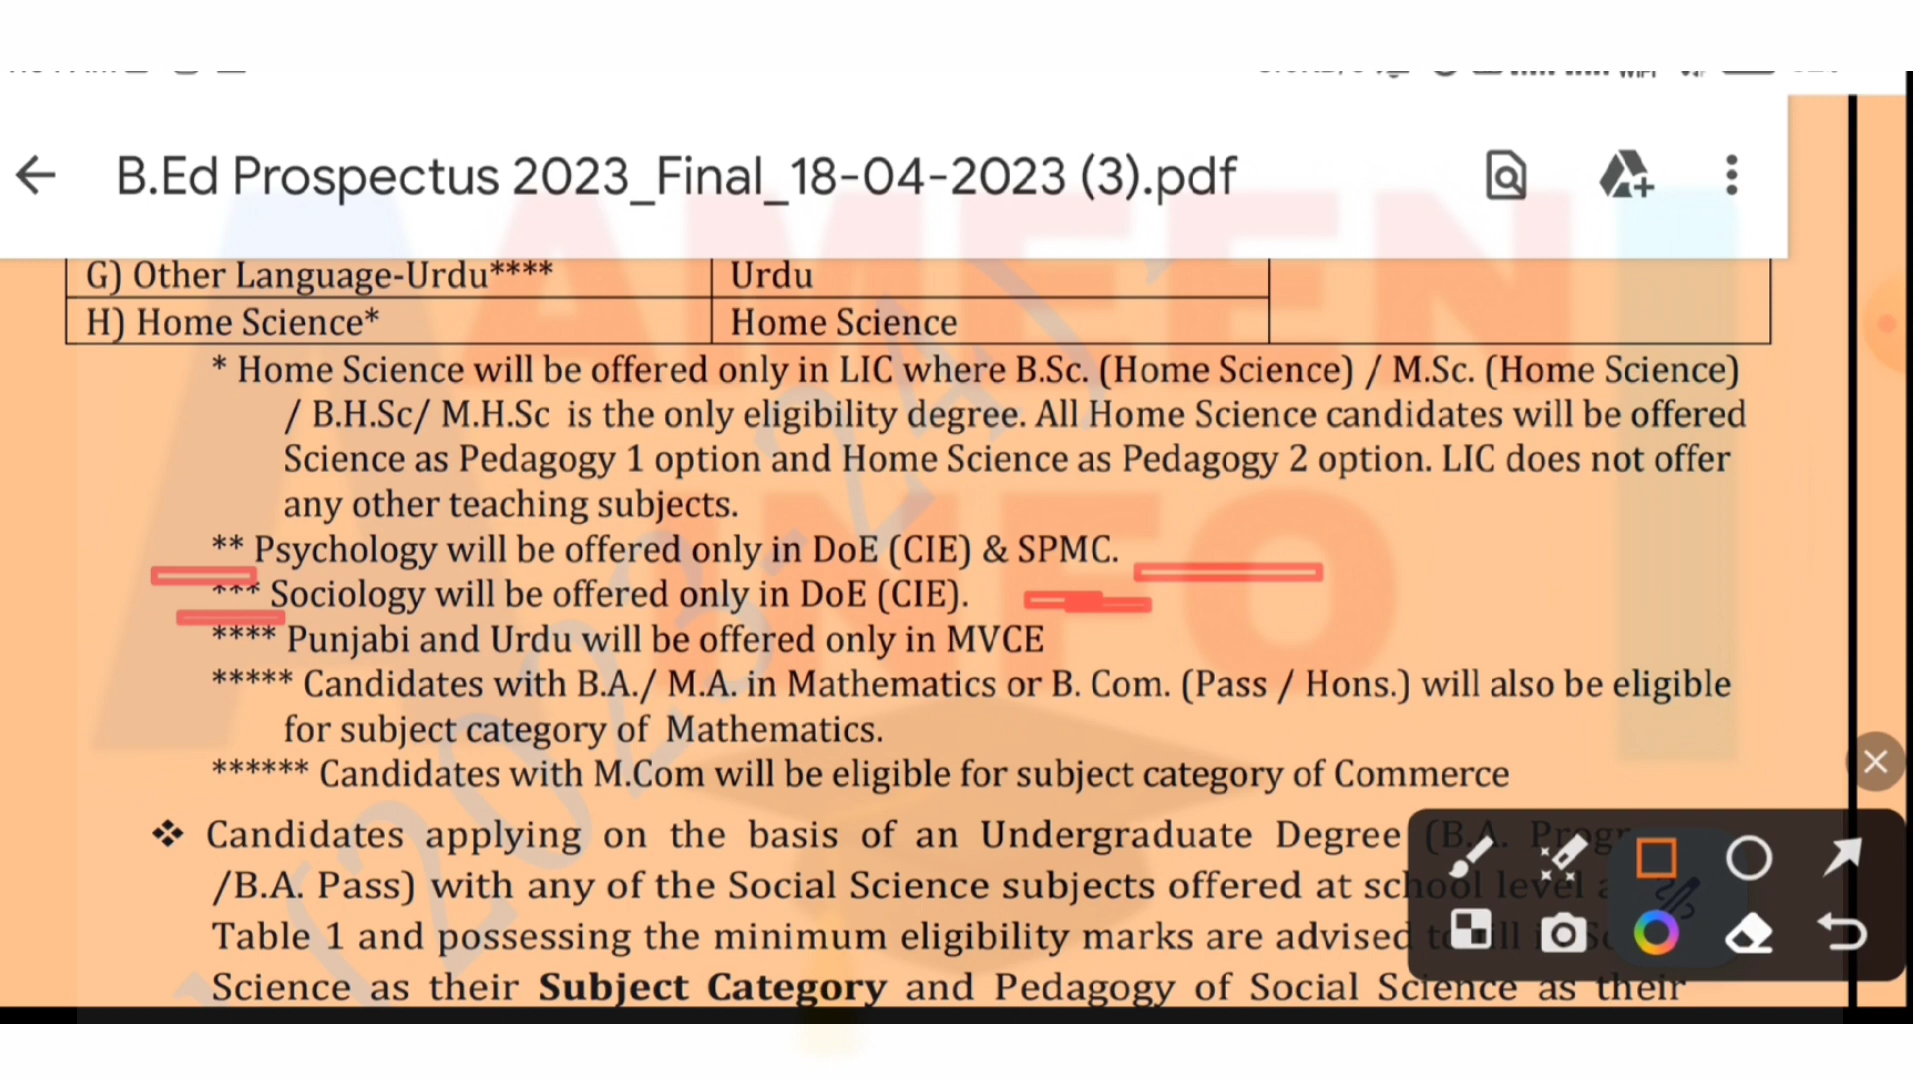 B.Ed Prospectus 2023_Final_18-04-2023 (3).pdf
AMEEN
INFO
G) Other Language-Urdu**** Urdu
H) Home Science* Home Science
* Home Science will be offered only in LIC where B.Sc. (Home Science) / M.Sc. (Home Science)
/ B.H.Sc/ M.H.Sc is the only eligibility degree. All Home Science candidates will be offered
Science as Pedagogy 1 option and Home Science as Pedagogy 2 option. LIC does not offer
any other teaching subjects.
** Psychology will be offered only in DoE (CIE) & SPMC.
*** Sociology will be offered only in DoE (CIE).
**** Punjabi and Urdu will be offered only in MVCE
***** Candidates with B.A./ M.A. in Mathematics or B. Com. (Pass / Hons.) will also be eligible
for subject category of Mathematics.
****** Candidates with M.Com will be eligible for subject category of Commerce
❖ Candidates applying on the basis of an Undergraduate Degree (B.A. Progr
/B.A. Pass) with any of the Social Science subjects offered at school level
Table 1 and possessing the minimum eligibility marks are advised
Science as their Subject Category and Pedagogy of Social Science as their